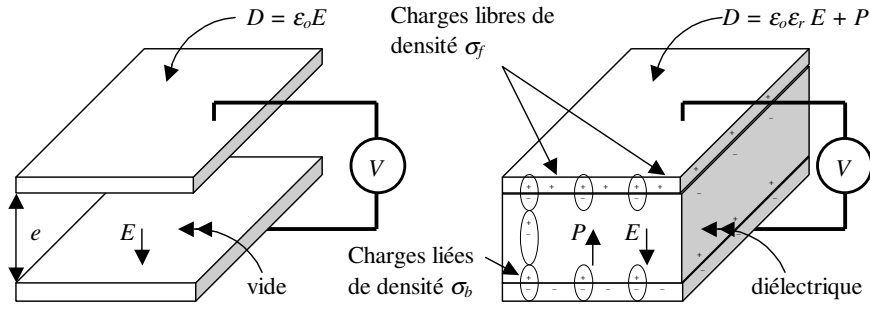 D = εoE
Charges libres de
densité σf
D = εoεr E + P
V
V
e
E
P
E
vide
Charges liées
de densité σb
diélectrique